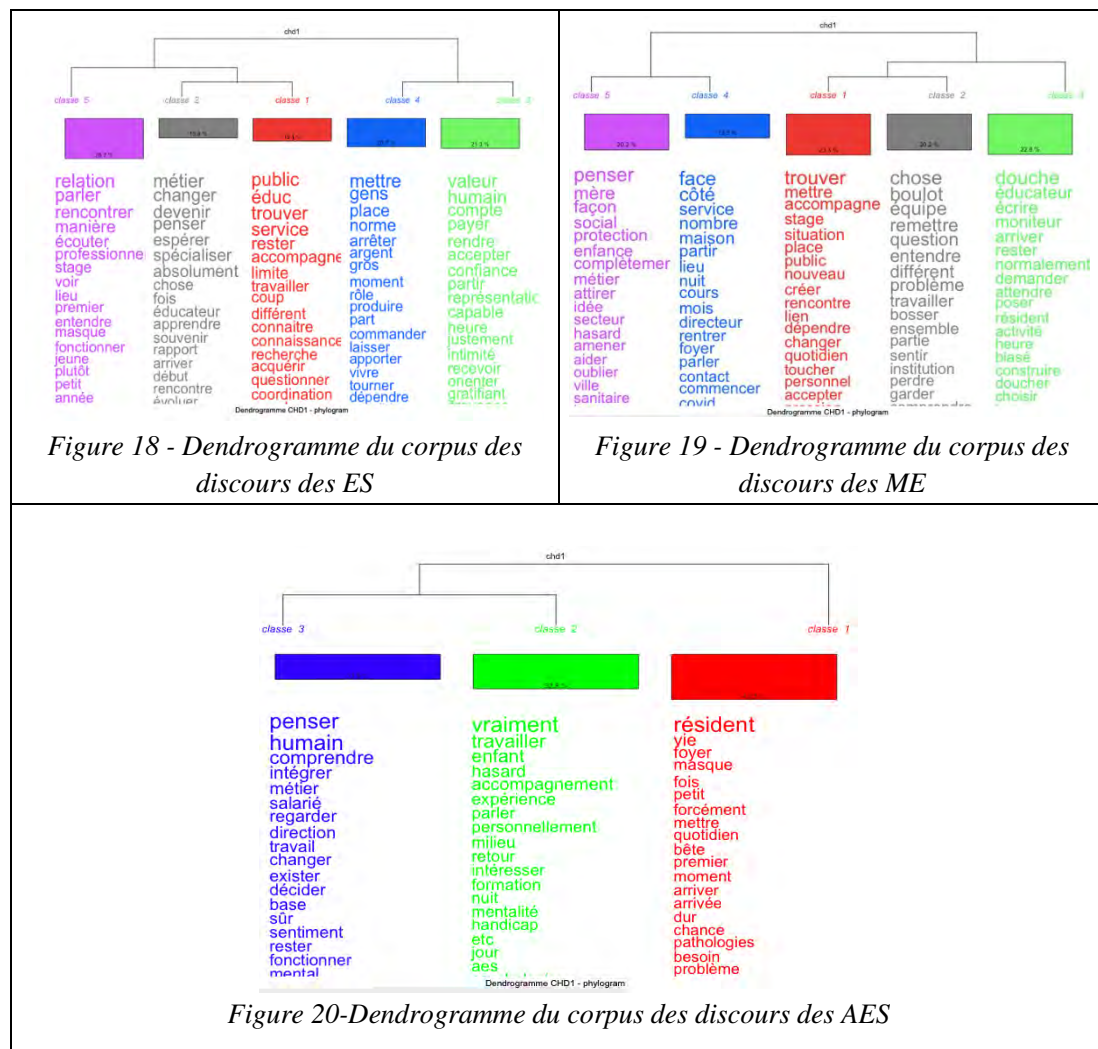 chd1
classe 5
classe 2
classe 1
classe 4
classe 3
relation
parler
rencontrer
manière
écouter
professionne
stage
voir
lieu
premier
entendre
masque
fonctionner
jeune
plutôt
petit
année
métier
changer
devenir
penser
espérer
spécialiser
absolument
chose
fois
éducateur
apprendre
souvenir
rapport
arriver
début
rencontre
évoluer
public
éduc
trouver
service
rester
accompagne
limite
travailler
coup
différent
connaitre
connaissance
recherche
acquérir
questionner
coordination
mettre
gens
place
norme
arrêter
argent
gros
moment
rôle
produire
part
commander
laisser
apporter
vivre
tourner
dépendre
valeur
humain
compte
payer
rendre
accepter
confiance
partir
représentatio
capable
heure
justement
intimité
recevoir
orienter
gratifiant
Dendrogramme CHD1 - phylogram
Figure 18 - Dendrogramme du corpus des
discours des ES
chd1
classe 5
classe 4
classe 1
classe 2
classe 3
20.2 %
20.2 %
22.8 %
penser
mère
façon
social
protection
enfance
complètemer
métier
attirer
idée
secteur
hasard
amener
aider
oublier
ville
sanitaire
face
côté
service
nombre
maison
partir
lieu
nuit
cours
mois
directeur
rentrer
foyer
parler
contact
commencer
covid
trouver
mettre
accompagne
stage
situation
place
public
nouveau
créer
rencontre
lien
dépendre
changer
quotidien
toucher
personnel
accepter
chose
boulot
équipe
remettre
question
entendre
différent
problème
travailler
bosser
ensemble
partie
sentir
institution
perdre
garder
comprendre
douche
éducateur
écrire
moniteur
arriver
rester
normalement
demander
attendre
poser
résident
activité
heure
blasé
construire
doucher
choisir
Dendrogramme CHD1 - phylogram
Figure 19 - Dendrogramme du corpus des
discours des ME
chd1
classe 3
classe 2
classe 1
penser
humain
comprendre
intégrer
métier
salarié
regarder
direction
travail
changer
exister
décider
base
sûr
sentiment
rester
fonctionner
mental
vraiment
travailler
enfant
hasard
accompagnement
expérience
parler
personnellement
milieu
retour
intéresser
formation
nuit
mentalité
handicap
etc
jour
aes
résident
vie
foyer
masque
fois
petit
forcément
mettre
quotidien
bête
premier
moment
arriver
arrivée
dur
chance
pathologies
besoin
problème
Dendrogramme CHD1 - phylogram
Figure 20-Dendrogramme du corpus des discours des AES